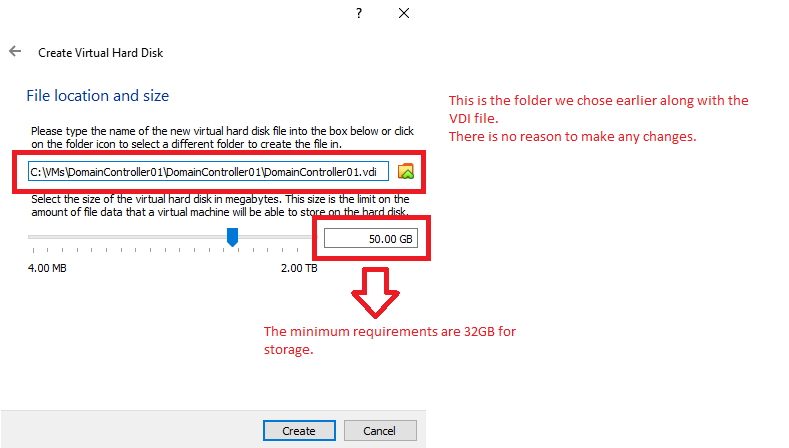 ?
Create Virtual Hard Disk
File location and size
This is the folder we chose earlier along with the
VDI file.
There is no reason to make any changes.
Please type the name of the new virtual hard disk file into the box below or click
on the folder icon to select a different folder to create the file in.
C:\VMs\DomainController01\DomainController01\DomainController01.vdi
Select the size of the virtual hard disk in megabytes. This size is the limit on the
amount of file data that a virtual machine will be able to store on the hard disk.
50.00 GB
4.00 MB
2.00 TB
The minimum requirements are 32GB for
storage.
Create
Cancel